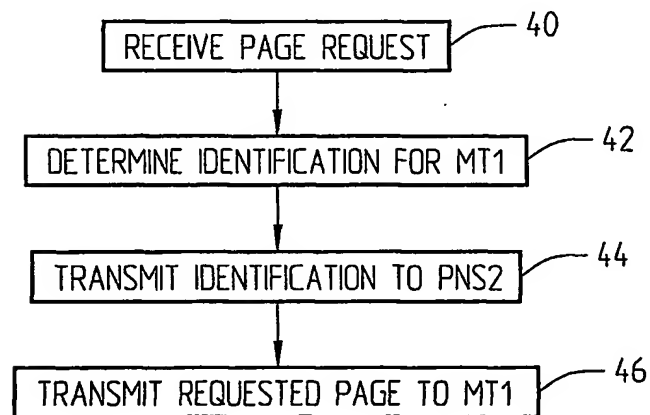 RECEIVE PAGE REQUEST
40
DETERMINE IDENTIFICATION FOR MT1
42
TRANSMIT IDENTIFICATION TO PNS2
44
TRANSMIT REQUESTED PAGE TO MT1
46